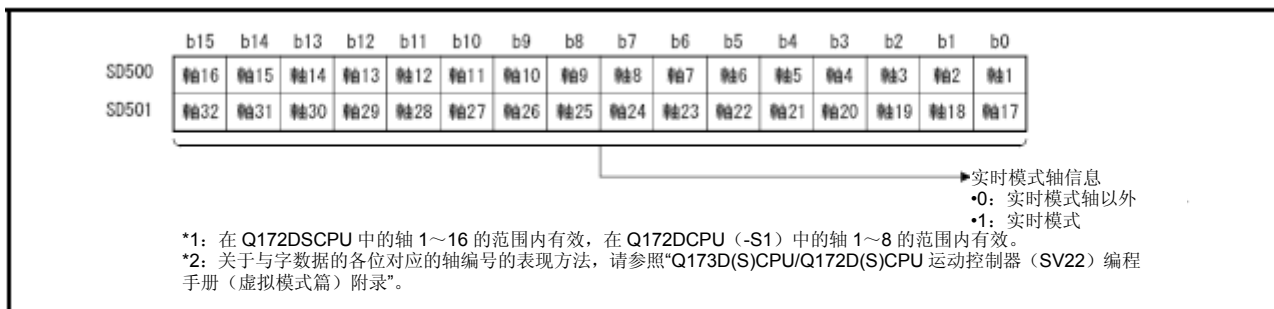 b15 b14 b13 b12 b11 b10 b9 b8 b7 b6 b5 b4 b3 b2 b1 b0
SD500 軸16 軸15 軸14 軸13 軸12 軸11 軸10 軸9 軸8 軸7 軸6 軸5 軸4 軸3 軸2 軸1
SD501 軸32 軸31 軸30 軸29 軸28 軸27 軸26 軸25 軸24 軸23 軸22 軸21 軸20 軸19 軸18 軸17
实时模式轴信息
•0：实时模式轴以外
•1：实时模式
*1：在 Q172DSCPU 中的轴 1～16 的范围内有效，在 Q172DCPU（-S1）中的轴 1～8 的范围内有效。
*2：关于与字数据的各位对应的轴编号的表现方法，请参照“Q173D(S)CPU/Q172D(S)CPU 运动控制器（SV22）编程
手册（虚拟模式篇）附录”。